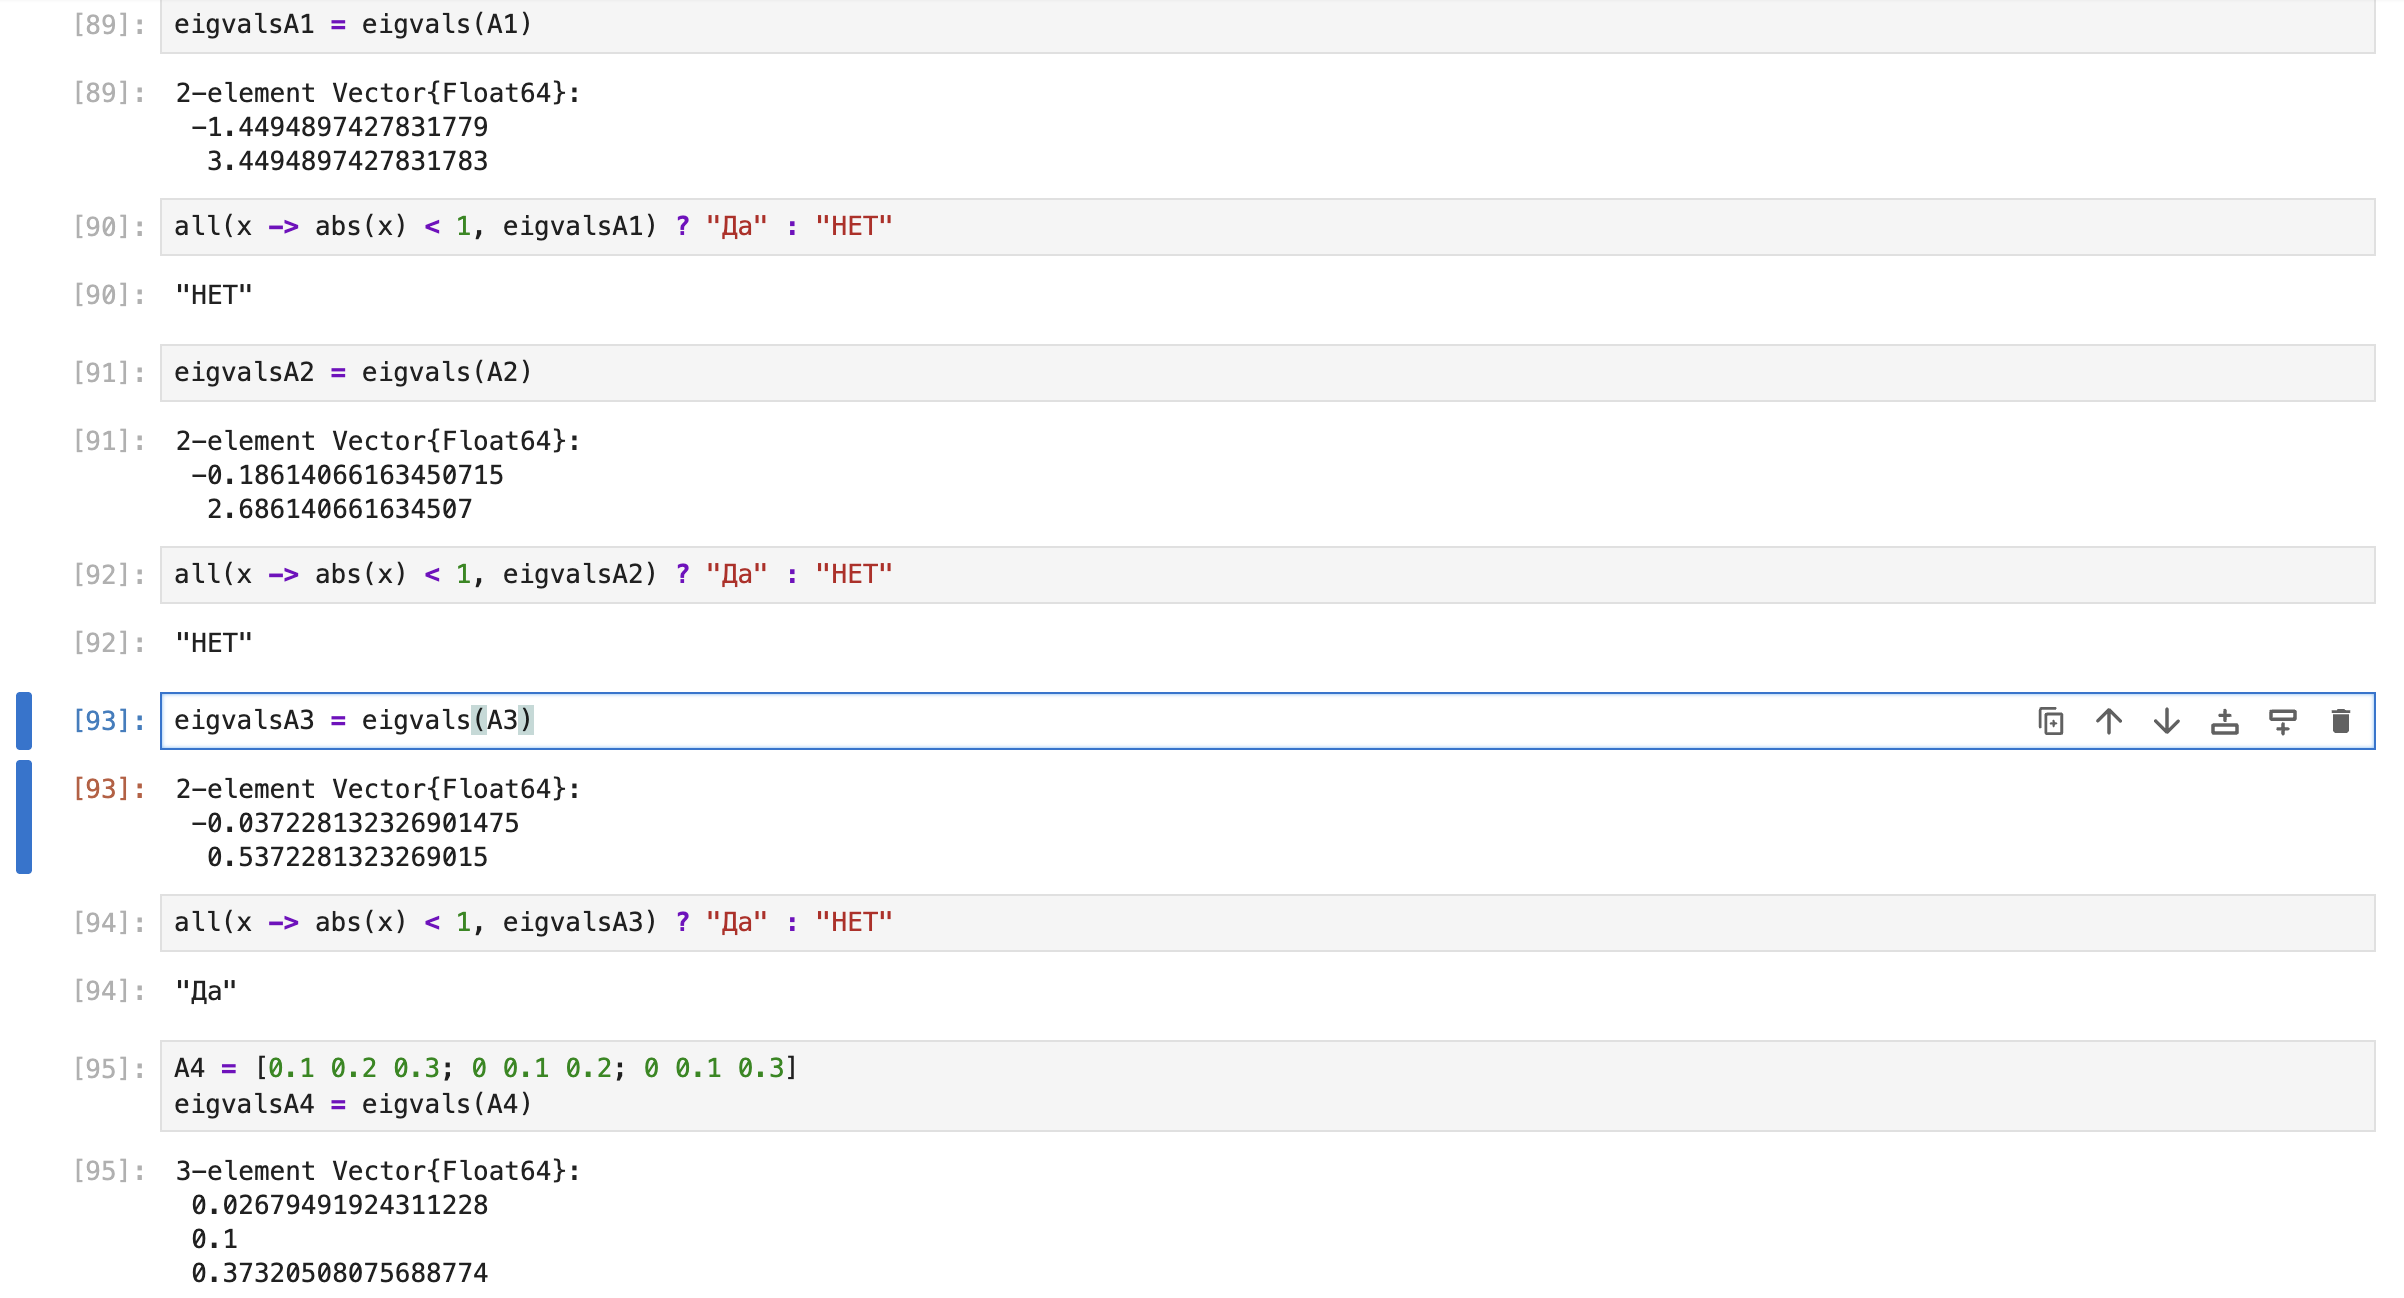 [89]: eigvalsA1 = eigvals(A1)
[89]: 2-element Vector{Float64}:
 -1.4494897427831779
  3.4494897427831783
[90]: all(x -> abs(x) < 1, eigvalsA1) ? "Да" : "НЕТ"
[90]: "НЕТ"
[91]: eigvalsA2 = eigvals(A2)
[91]: 2-element Vector{Float64}:
 -0.18614066163450715
  2.686140661634507
[92]: all(x -> abs(x) < 1, eigvalsA2) ? "Да" : "НЕТ"
[92]: "НЕТ"
[93]: eigvalsA3 = eigvals(A3)
[93]: 2-element Vector{Float64}:
 -0.037228132326901475
  0.5372281323269015
[94]: all(x -> abs(x) < 1, eigvalsA3) ? "Да" : "НЕТ"
[94]: "Да"
[95]: A4 = [0.1 0.2 0.3; 0 0.1 0.2; 0 0.1 0.3]
eigvalsA4 = eigvals(A4)
[95]: 3-element Vector{Float64}:
 0.02679491924311228
 0.1
 0.37320508075688774